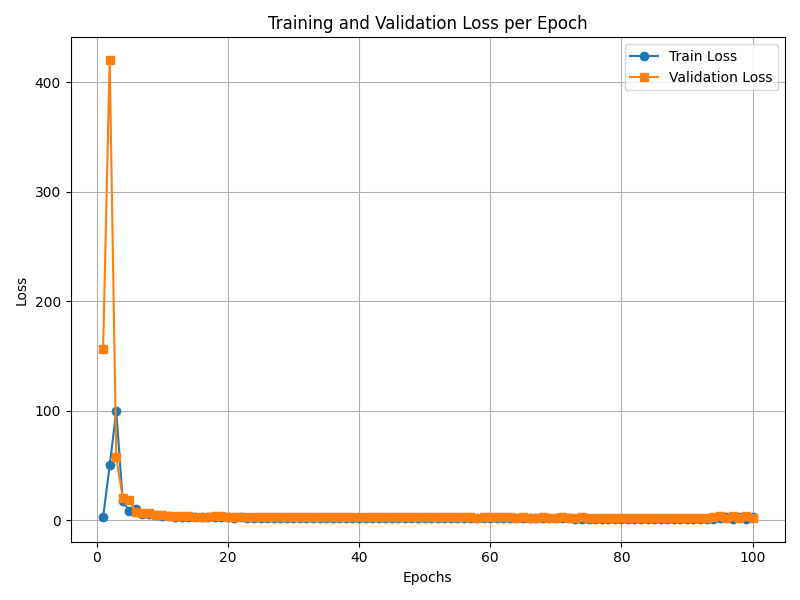 Training and Validation Loss per Epoch
Train Loss
Validation Loss
400
300
200
100
0
Loss
0 20 40 60 80 100
Epochs